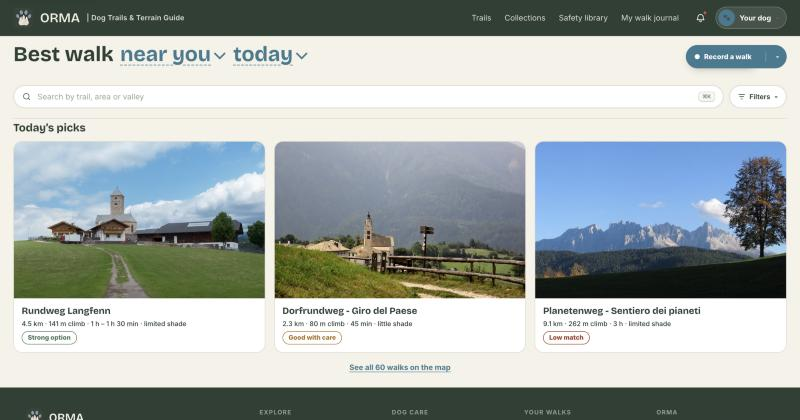 ORMA | Dog Trails & Terrain Guide
Trails Collections Safety library My walk journal Your dog
Best walk near you today
Record a walk
Search by trail, area or valley ⌘K Filters
Today's picks
Rundweg Langfenn
4.5 km · 141 m climb · 1 h – 1 h 30 min · limited shade
Strong option
Dorfrundweg - Giro del Paese
2.3 km · 80 m climb · 45 min · little shade
Good with care
Planetenweg - Sentiero dei pianeti
9.1 km · 262 m climb · 3 h · limited shade
Low match
See all 60 walks on the map
ORMA
EXPLORE DOG CARE YOUR WALKS ORMA